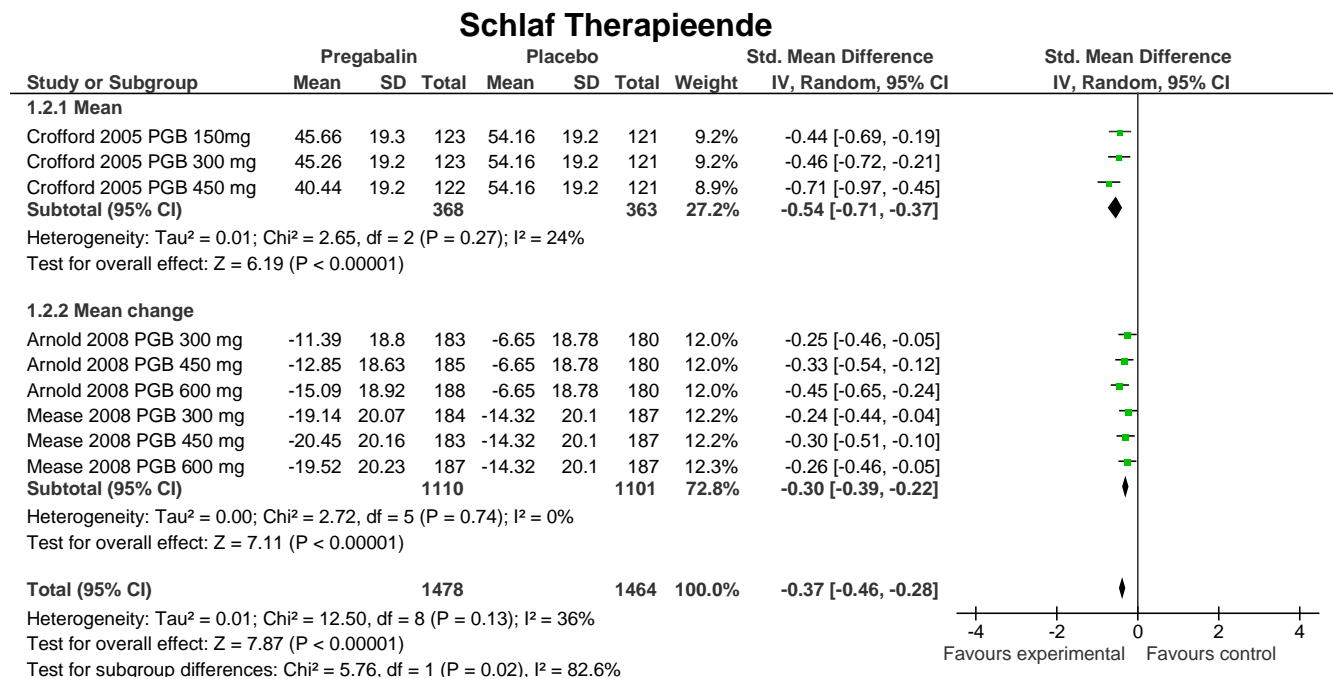 Schlaf Therapieende
Pregabalin Placebo Std. Mean Difference Std. Mean Difference
Study or Subgroup Mean SD Total Mean SD Total Weight IV, Random, 95% CI IV, Random, 95% CI
1.2.1 Mean
Crofford 2005 PGB 150mg 45.66 19.3 123 54.16 19.2 121 9.2% -0.44 [-0.69, -0.19]
Crofford 2005 PGB 300 mg 45.26 19.2 123 54.16 19.2 121 9.2% -0.46 [-0.72, -0.21]
Crofford 2005 PGB 450 mg 40.44 19.2 122 54.16 19.2 121 8.9% -0.71 [-0.97, -0.45]
Subtotal (95% CI) 368 363 27.2% -0.54 [-0.71, -0.37]
Heterogeneity: Tau² = 0.01; Chi² = 2.65, df = 2 (P = 0.27); I² = 24%
Test for overall effect: Z = 6.19 (P < 0.00001)
1.2.2 Mean change
Arnold 2008 PGB 300 mg -11.39 18.8 183 -6.65 18.78 180 12.0% -0.25 [-0.46, -0.05]
Arnold 2008 PGB 450 mg -12.85 18.63 185 -6.65 18.78 180 12.0% -0.33 [-0.54, -0.12]
Arnold 2008 PGB 600 mg -15.09 18.92 188 -6.65 18.78 180 12.0% -0.45 [-0.65, -0.24]
Mease 2008 PGB 300 mg -19.14 20.07 184 -14.32 20.1 187 12.2% -0.24 [-0.44, -0.04]
Mease 2008 PGB 450 mg -20.45 20.16 183 -14.32 20.1 187 12.2% -0.30 [-0.51, -0.10]
Mease 2008 PGB 600 mg -19.52 20.23 187 -14.32 20.1 187 12.3% -0.26 [-0.46, -0.05]
Subtotal (95% CI) 1110 1101 72.8% -0.30 [-0.39, -0.22]
Heterogeneity: Tau² = 0.00; Chi² = 2.72, df = 5 (P = 0.74); I² = 0%
Test for overall effect: Z = 7.11 (P < 0.00001)
Total (95% CI) 1478 1464 100.0% -0.37 [-0.46, -0.28]
Heterogeneity: Tau² = 0.01; Chi² = 12.50, df = 8 (P = 0.13); I² = 36%
Test for overall effect: Z = 7.87 (P < 0.00001)
Test for subgroup differences: Chi² = 5.76, df = 1 (P = 0.02), I² = 82.6%
-4 -2 0 2 4
Favours experimental Favours control